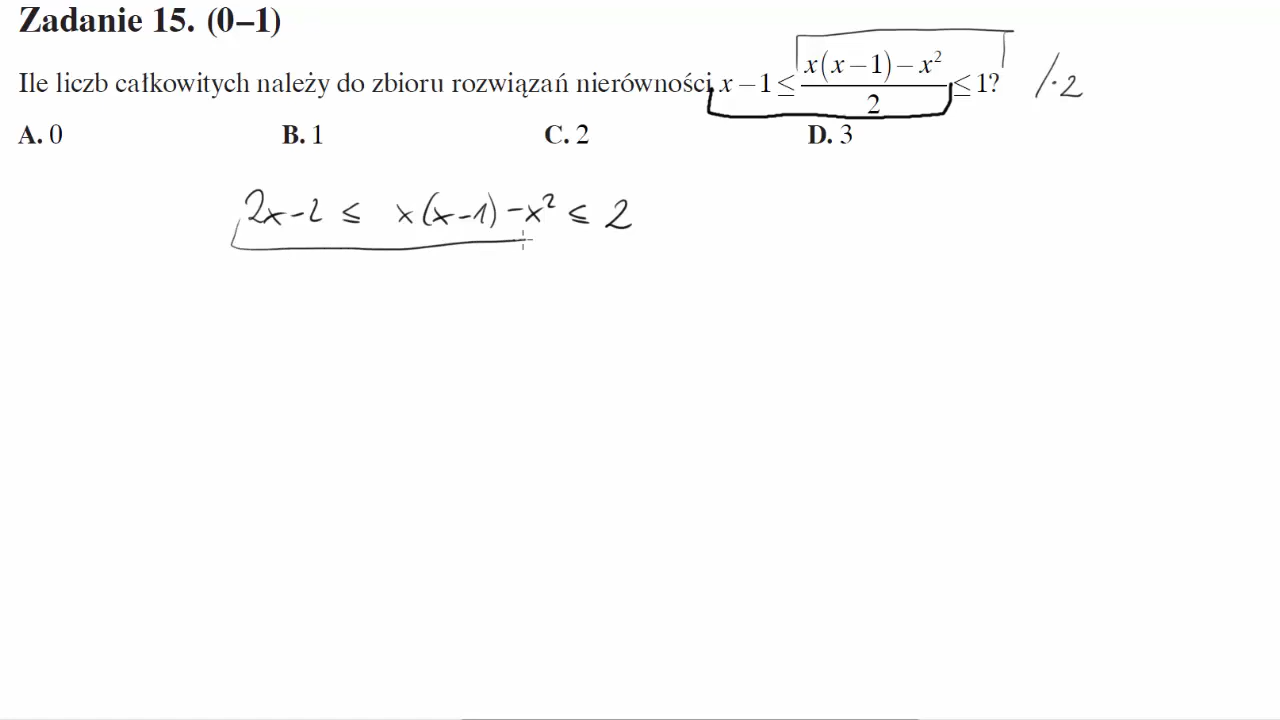 Zadanie 15. (0–1)
Ile liczb całkowitych należy do zbioru rozwiązań nierówności x − 1 ≤ \frac{x(x−1)−x²}{2} ≤ 1? /·2
A. 0 B. 1 C. 2 D. 3
2x−2 ≤ x(x−1)−x² ≤ 2